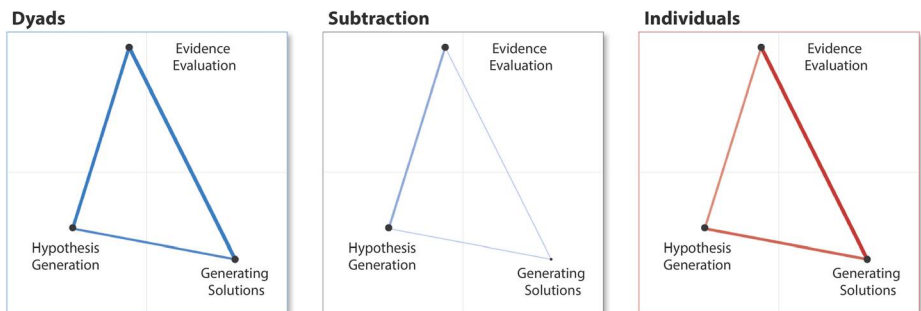 Dyads
Evidence
Evaluation
Hypothesis
Generation
Generating
Solutions
Subtraction
Evidence
Evaluation
Hypothesis
Generation
Generating
Solutions
Individuals
Evidence
Evaluation
Hypothesis
Generation
Generating
Solutions